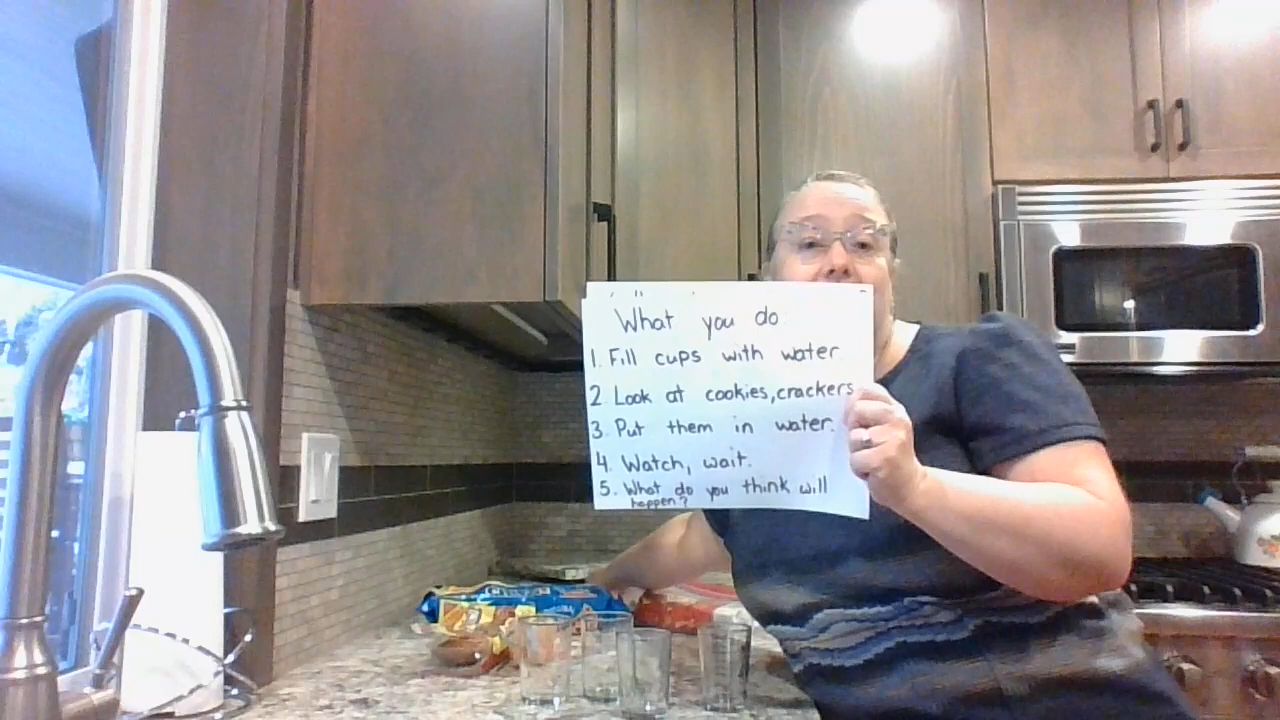 What you do:
1. Fill cups with water.
2. Look at cookies, crackers
3. Put them in water.
4. Watch, wait.
5. What do you think will
happen?